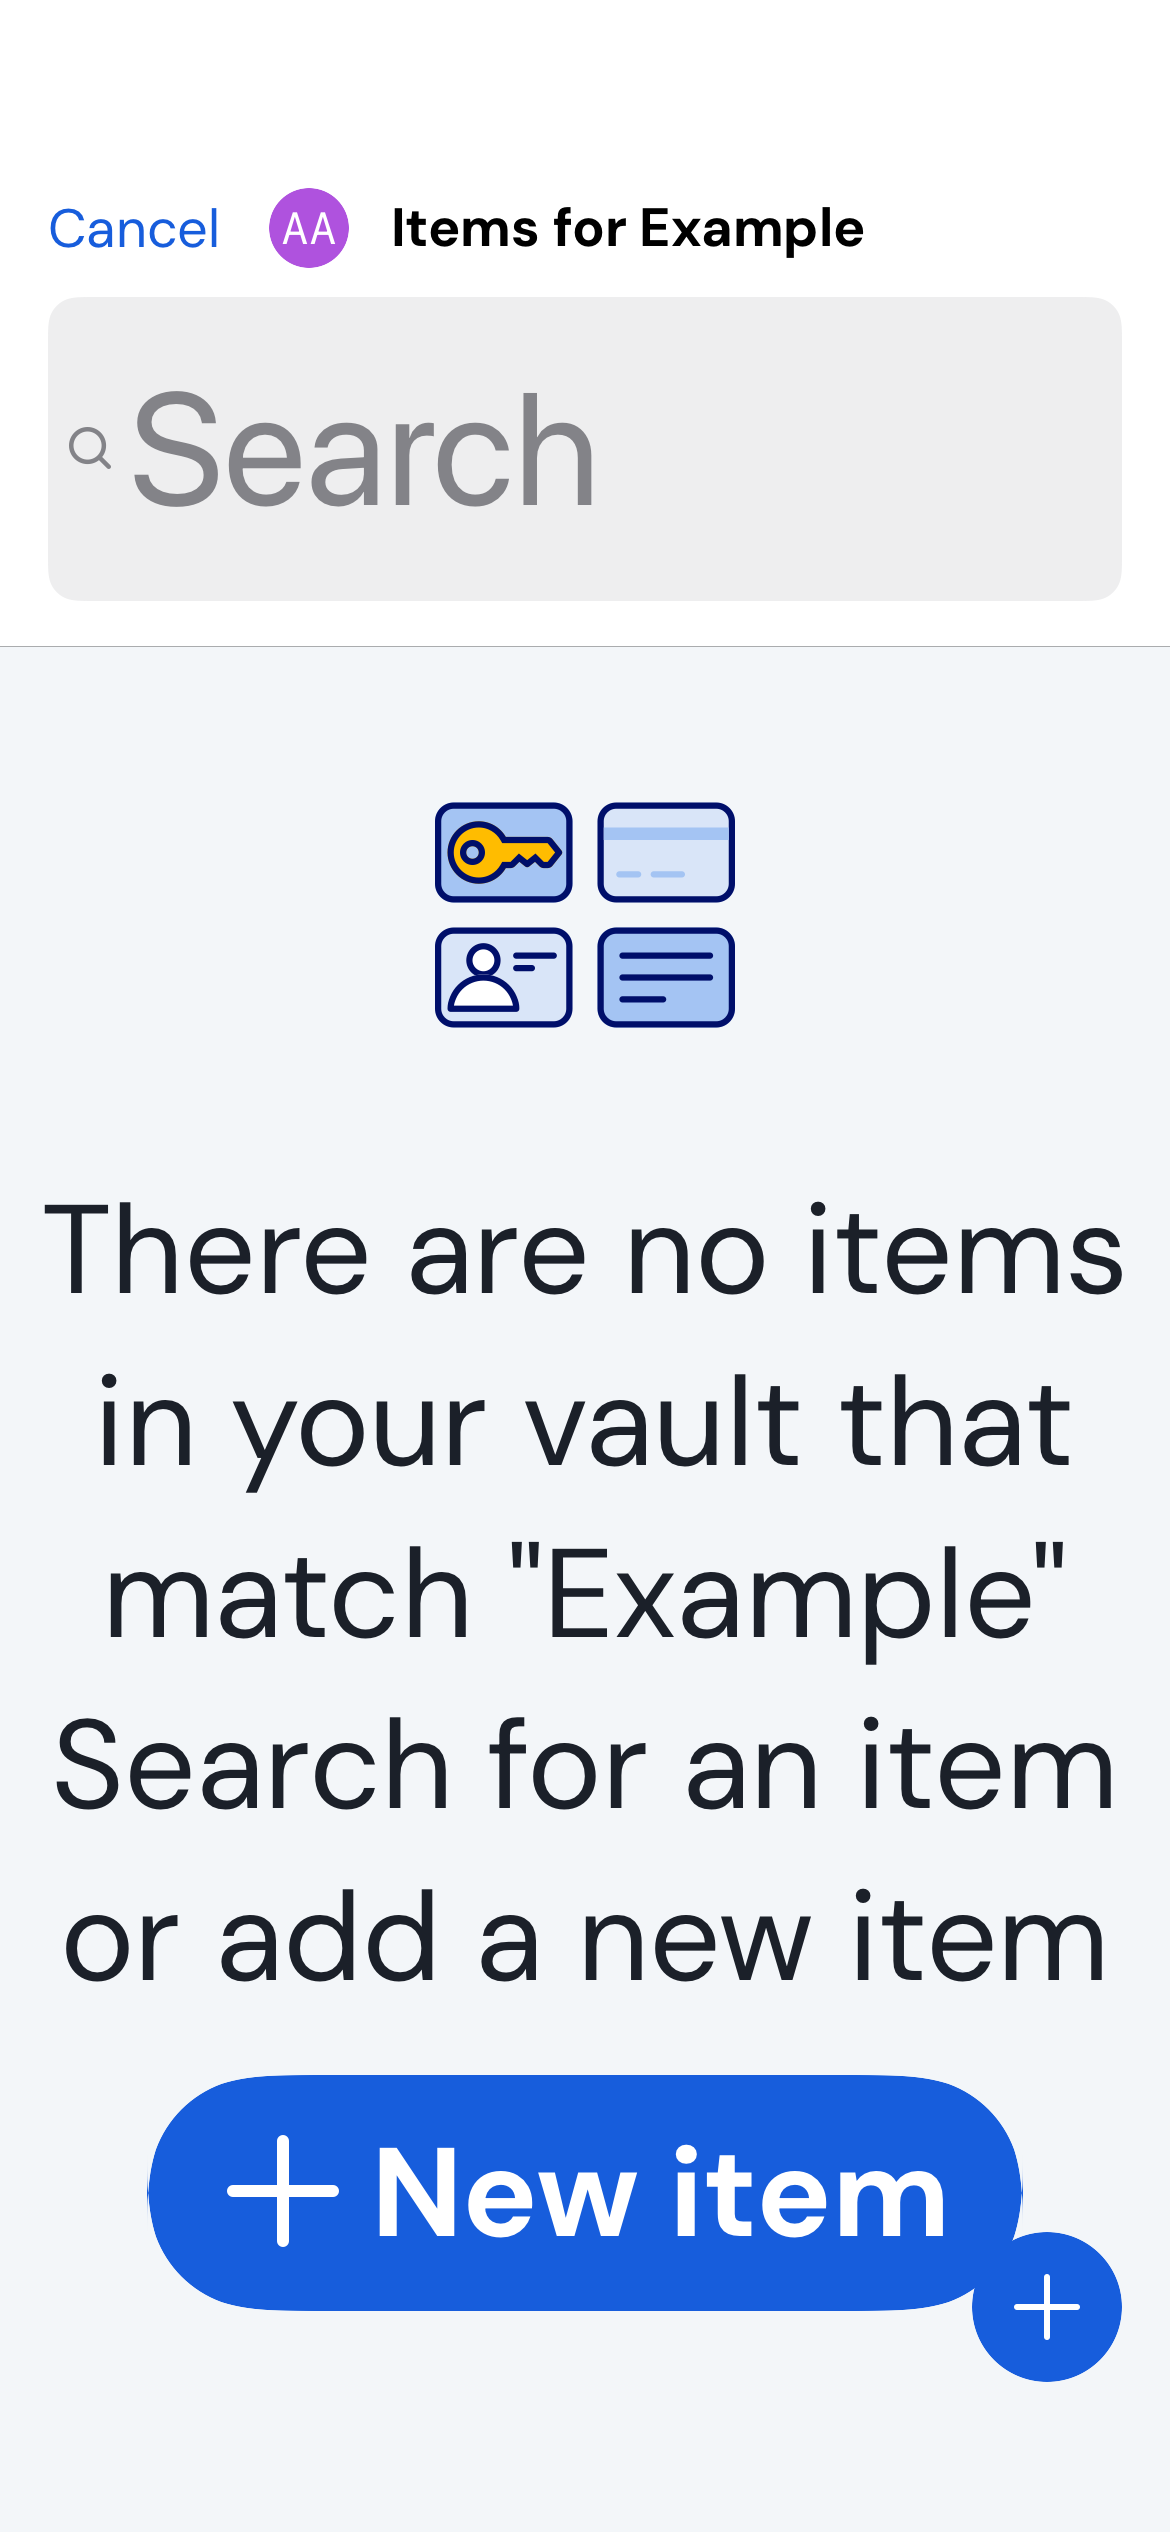 Cancel AA Items for Example
Search
There are no items
in your vault that
match "Example"
Search for an item
or add a new item
New item